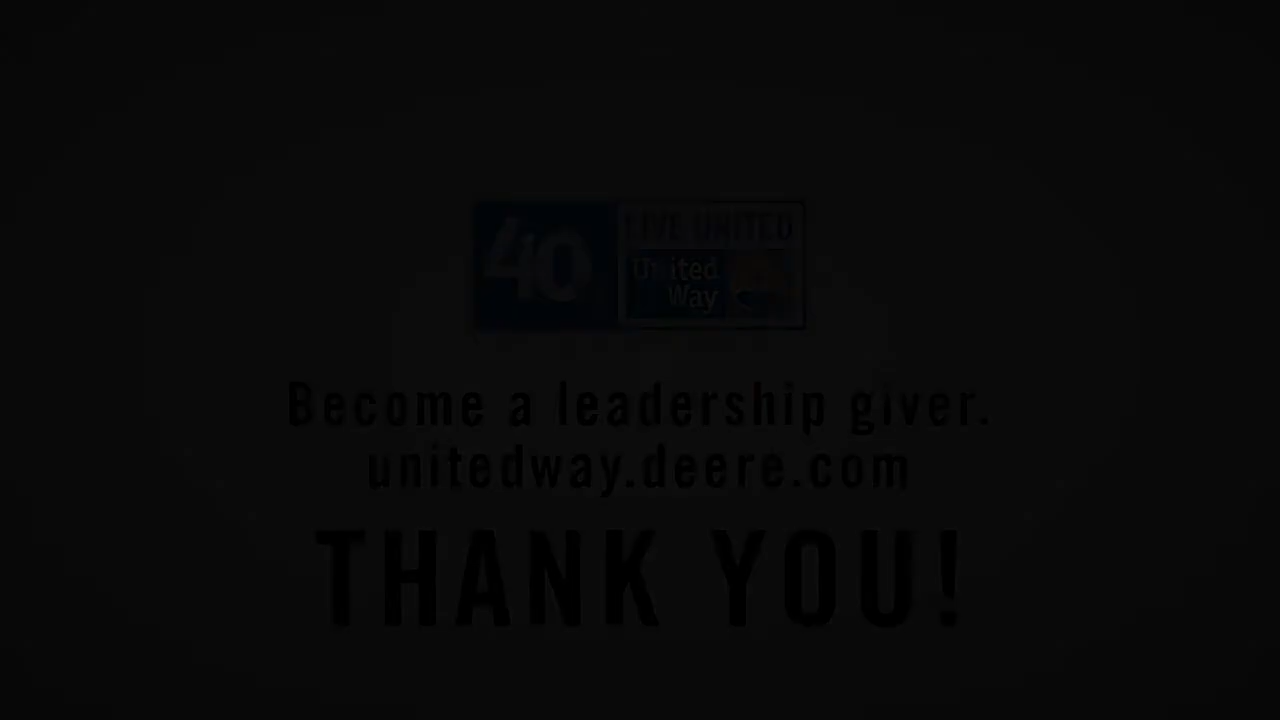 40
LIVE UNITED
United
Way
Become a leadership giver.
unitedway.deere.com
THANK YOU!